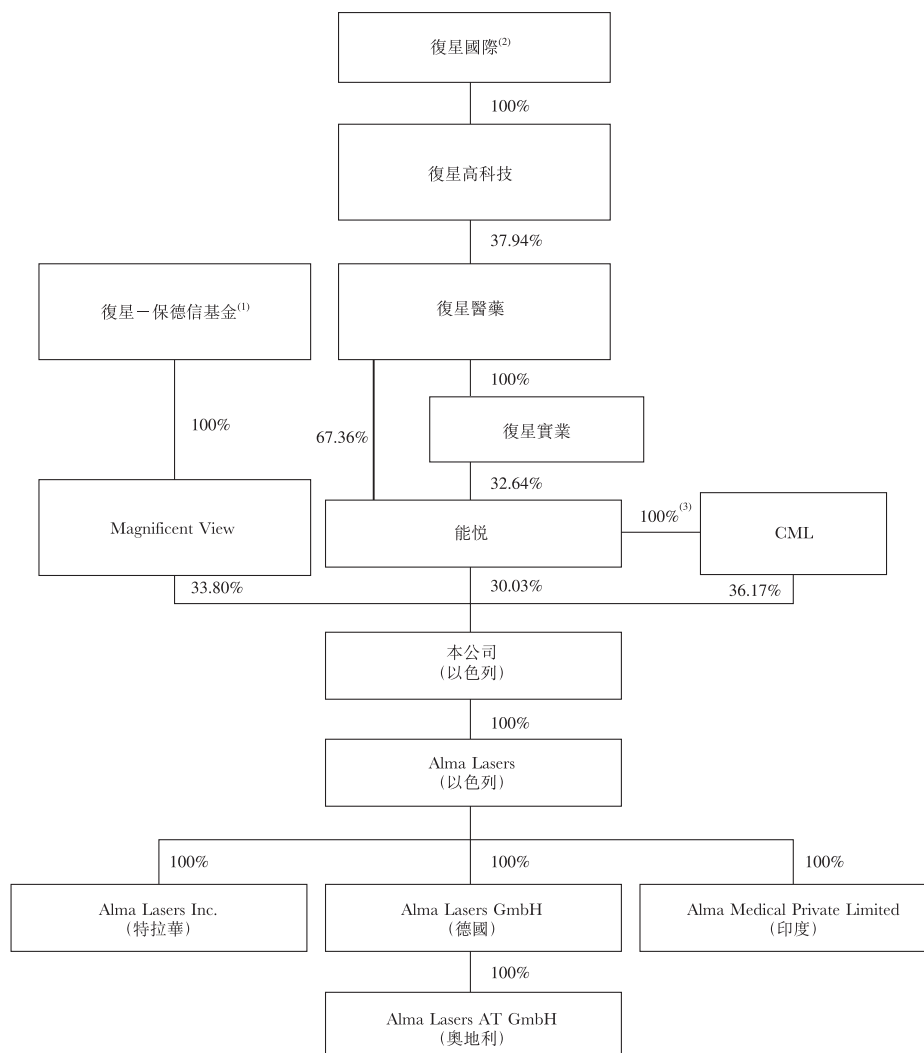 復星國際(2)
100%
復星高科技
37.94%
復星－保德信基金(1)
復星醫藥
100%
100%
67.36%
復星實業
32.64%
Magnificent View
能悦
100%(3)
CML
33.80%
30.03%
36.17%
本公司
(以色列)
100%
Alma Lasers
(以色列)
100%
100%
100%
Alma Lasers Inc.
(特拉華)
Alma Lasers GmbH
(德國)
Alma Medical Private Limited
(印度)
100%
Alma Lasers AT GmbH
(奧地利)